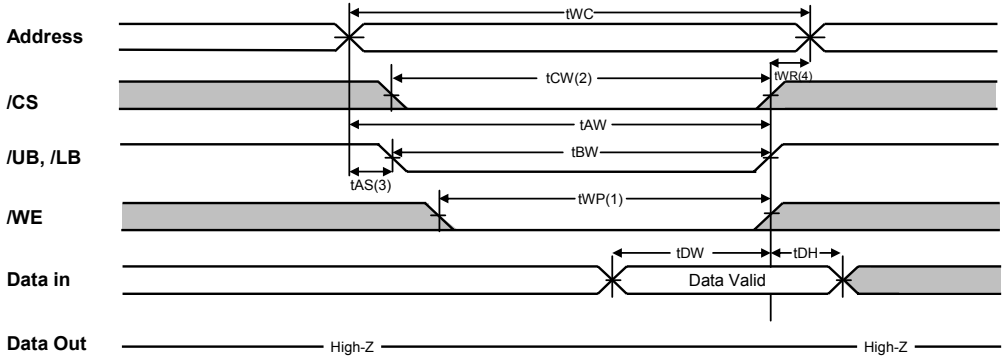 tWC
Address
tCW(2)
tWR(4)
/CS
tAW
/UB, /LB
tBW
tAS(3)
tWP(1)
/WE
tDW
tDH
Data in
Data Valid
Data Out
High-Z
High-Z